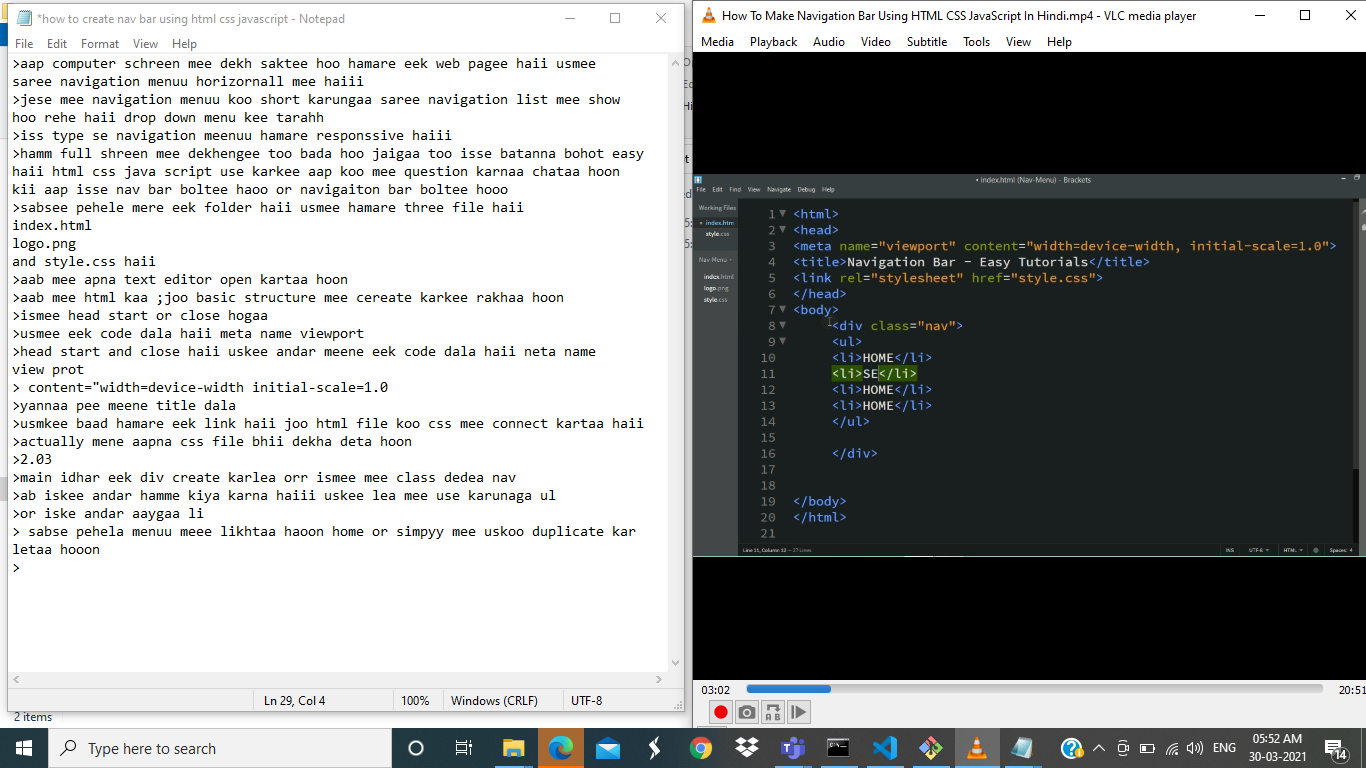 *how to create nav bar using html css javascript - Notepad
File Edit Format View Help
>aap computer schreen mee dekh saktee hoo hamare eek web pagee haii usmee
saree navigation menuu horizornall mee haiii
>jese mee navigation menuu koo short karungaa saree navigation list mee show
hoo rehe haii drop down menu kee tarahh
>iss type se navigation meenuu hamare responssive haiii
>hamm full shreen mee dekhengee too bada hoo jaigaa too isse batanna bohot easy
haii html css java script use karkee aap koo mee question karnaa chataa hoon
kii aap isse nav bar boltee haoo or navigaiton bar boltee hooo
>sabsee pehele mere eek folder haii usmee hamare three file haii
index.html
logo.png
and style.css haii
>aab mee apna text editor open kartaa hoon
>aab mee html kaa ;joo basic structure mee cereate karkee rakhaa hoon
>ismee head start or close hogaa
>usmee eek code dala haii meta name viewport
>head start and close haii uskee andar meene eek code dala haii neta name
view prot
> content="width=device-width initial-scale=1.0
>yannaa pee meene title dala
>usmkee baad hamare eek link haii joo html file koo css mee connect kartaa haii
>actually mene aapna css file bhii dekha deta hoon
>2.03
>main idhar eek div create karlea orr ismee mee class dedea nav
>ab iskee andar hamme kiya karna haiii uskee lea mee use karunaga ul
>or iske andar aaygaa li
> sabse pehela menuu meee likhtaa haoon home or simpyy mee uskoo duplicate kar
letaa hooon
>
Ln 29, Col 4 100% Windows (CRLF) UTF-8
2 items
How To Make Navigation Bar Using HTML CSS JavaScript In Hindi.mp4 - VLC media player
Media Playback Audio Video Subtitle Tools View Help
• index.html (Nav-Menu) - Brackets
File Edit Find View Navigate Debug Help
Working Files
• index.htm
style.css
Nav-Menu
index.html
logo.png
style.css
1 <html>
2 <head>
3 <meta name="viewport" content="width=device-width, initial-scale=1.0">
4 <title>Navigation Bar - Easy Tutorials</title>
5 <link rel="stylesheet" href="style.css">
6 </head>
7 <body>
8 <div class="nav">
9 <ul>
10 <li>HOME</li>
11 <li>SE</li>
12 <li>HOME</li>
13 <li>HOME</li>
14 </ul>
15
16 </div>
17
18
19 </body>
20 </html>
21
Line 11, Column 12 — 27 Lines INS UTF-8 HTML Spaces: 4
03:02 20:51
Type here to search
ENG
05:52 AM
30-03-2021
14